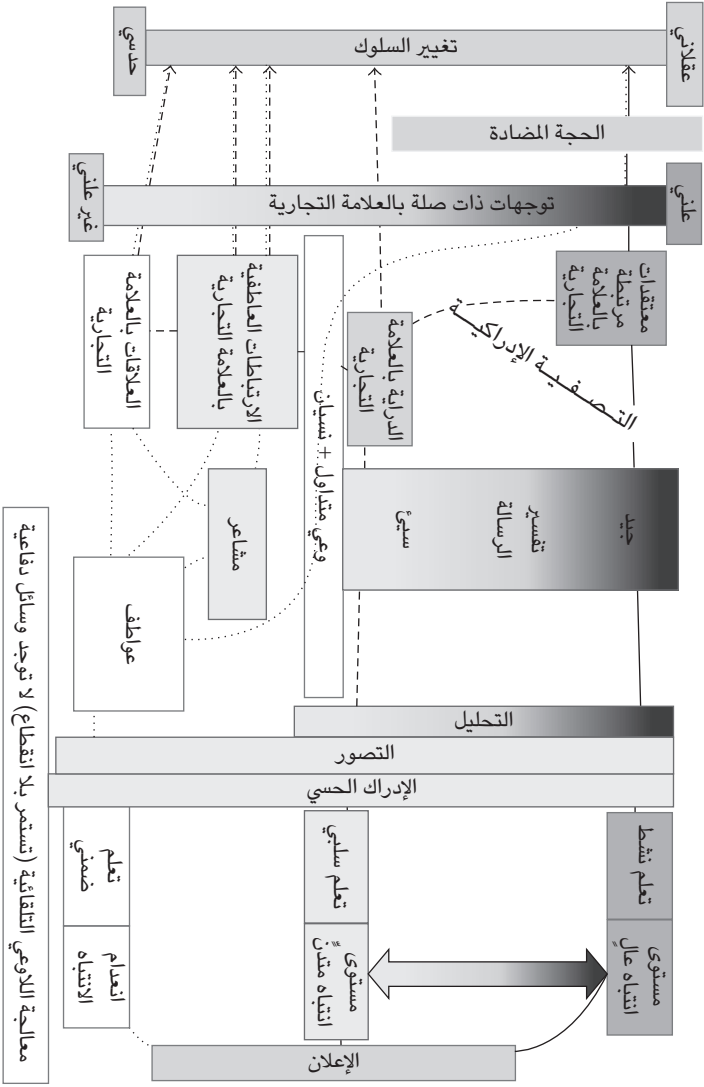 عقلاني
تغيير السلوك
حدسي
الحجة المضادة
علني
توجهات ذات صلة بالعلامة التجارية
غير علني
معتقدات
مرتبطة
بالعلامة
التجارية
التـصـفـيـة الإدراكيـــة
الدراية بالعلامة
التجارية
الارتباطات العاطفية
بالعلامة التجارية
العلاقات بالعلامة
التجارية
وعي متداول + نسيان
جيد
تفسير
الرسالة
سيئ
مشاعر
عواطف
التحليل
التصور
الإدراك الحسي
تعلم نشط
تعلم سلبي
تعلم
ضمني
مستوى
انتباه عالٍ
مستوى
انتباه متدنٍّ
انعدام
الانتباه
الإعلان
معالجة اللاوعي التلقائية (تستمر بلا انقطاع) لا توجد وسائل دفاعية